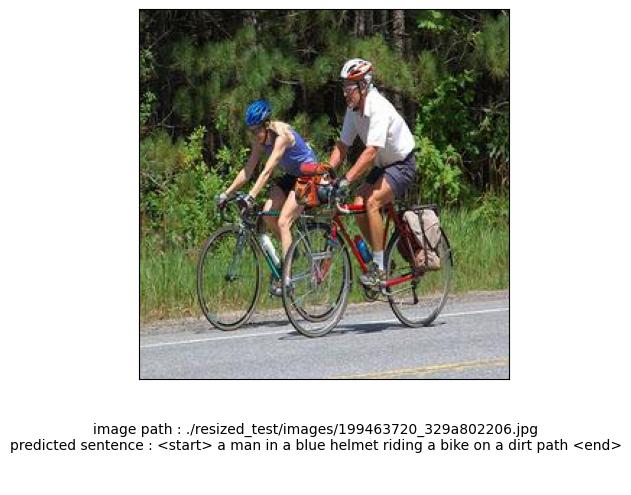 image path : ./resized_test/images/199463720_329a802206.jpg
predicted sentence : <start> a man in a blue helmet riding a bike on a dirt path <end>